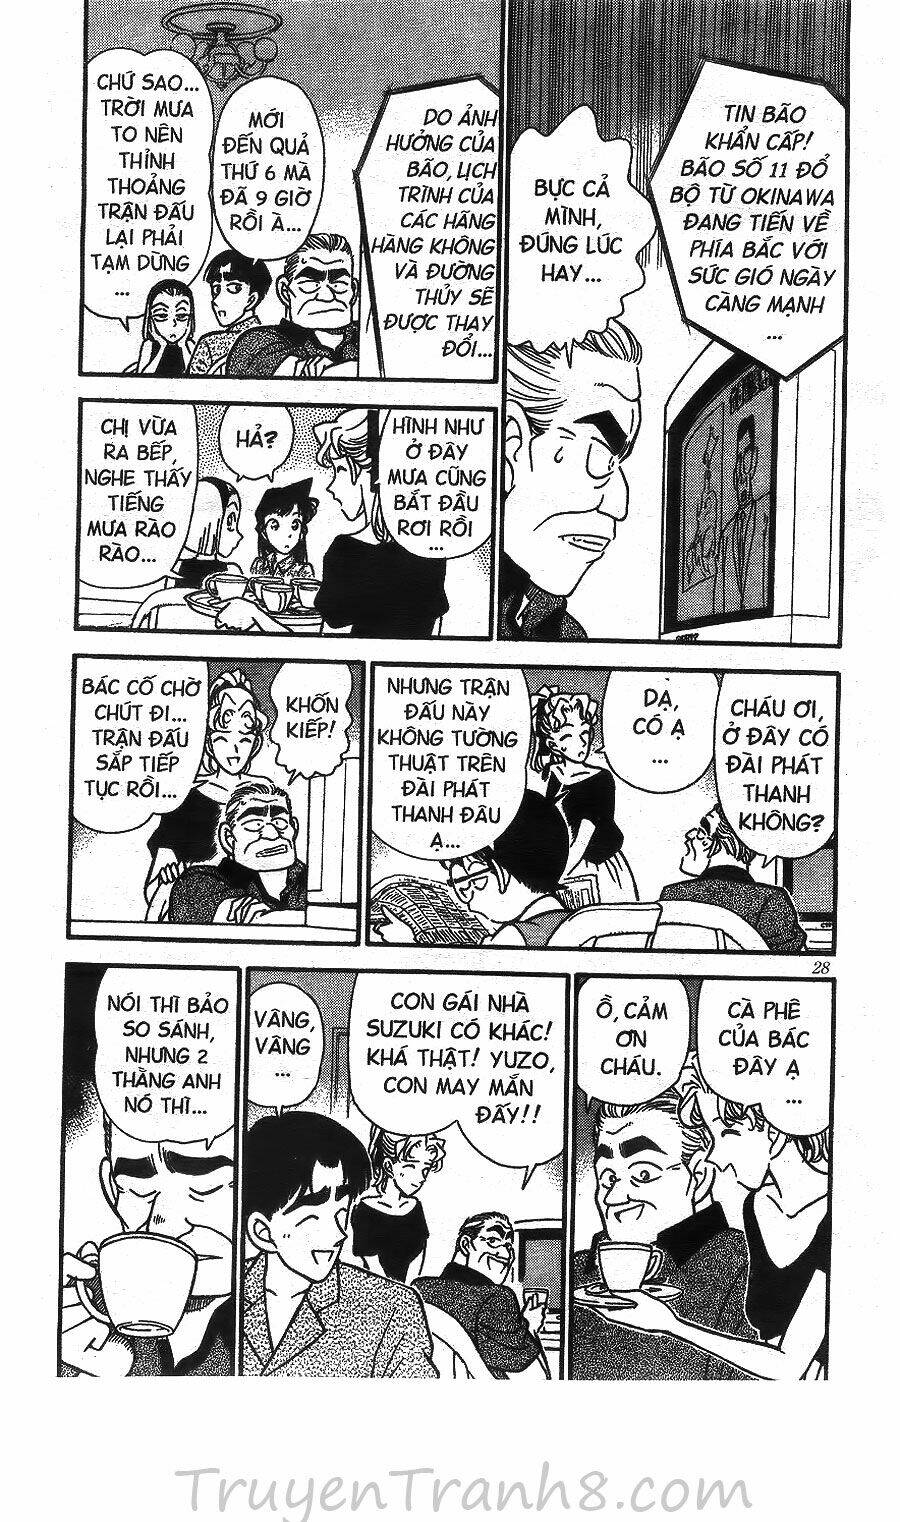 TIN BÃO
KHẨN CẤP!
BÃO SỐ 11 ĐỔ
BỘ TỪ OKINAWA
ĐANG TIẾN VỀ
PHÍA BẮC VỚI
SỨC GIÓ NGÀY
CÀNG MẠNH
...
BỰC CẢ
MÌNH,
ĐÚNG LÚC
HAY...
DO ẢNH
HƯỞNG CỦA
BÃO, LỊCH
TRÌNH CỦA
CÁC HÃNG
HÀNG KHÔNG
VÀ ĐƯỜNG
THỦY SẼ
ĐƯỢC THAY
ĐỔI...
MỚI
ĐẾN QUẢ
THỨ 6 MÀ
ĐÃ 9 GIỜ
RỒI À...
CHỨ SAO...
TRỜI MƯA
TO NÊN
THỈNH
THOẢNG
TRẬN ĐẤU
LẠI PHẢI
TẠM DỪNG
...
HÌNH NHƯ
Ở ĐÂY
MƯA CŨNG
BẮT ĐẦU
RƠI RỒI
...
HẢ?
CHỊ VỪA
RA BẾP,
NGHE THẤY
TIẾNG
MƯA RÀO
RÀO...
CHÁU ƠI,
Ở ĐÂY CÓ
ĐÀI PHÁT
THANH
KHÔNG?
DẠ,
CÓ Ạ
...
NHƯNG TRẬN
ĐẤU NÀY
KHÔNG TƯỜNG
THUẬT TRÊN
ĐÀI PHÁT
THANH ĐÂU
Ạ...
KHỐN
KIẾP!
BÁC CỐ CHỜ
CHÚT ĐI...
TRẬN ĐẤU
SẮP TIẾP
TỤC RỒI...
28
CÀ PHÊ
CỦA BÁC
ĐÂY Ạ
...
Ồ, CẢM
ƠN
CHÁU.
CON GÁI NHÀ
SUZUKI CÓ KHÁC!
KHÁ THẬT! YUZO,
CON MAY MẮN
ĐẤY!!
VÂNG,
VÂNG
...
NÓI THÌ BẢO
SO SÁNH,
NHƯNG 2
THẰNG ANH
NÓ THÌ...
TruyenTranh8.com